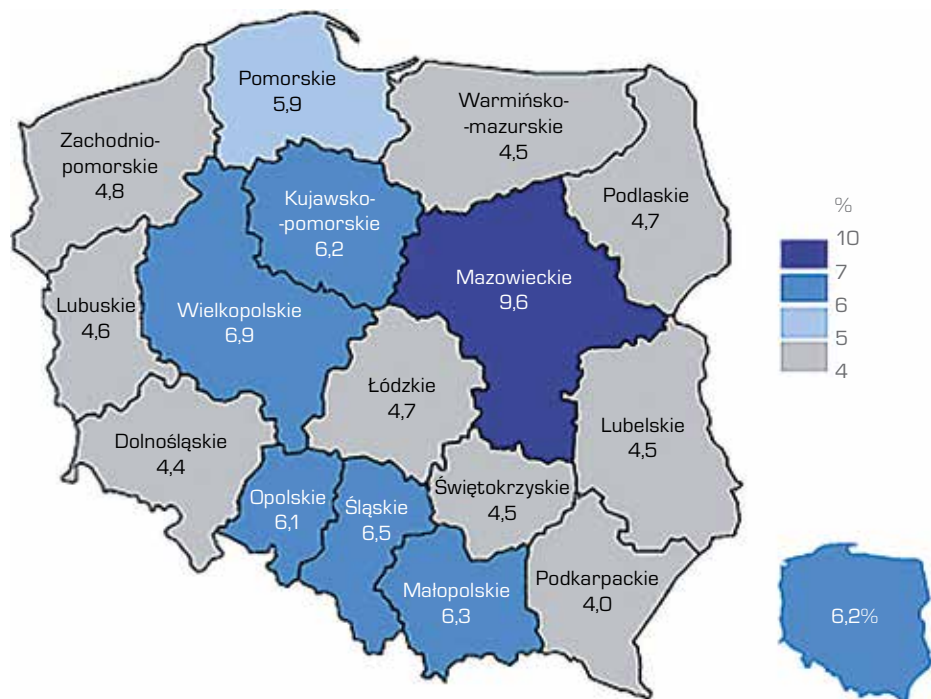 Pomorskie
5,9
Warmińsko-
-mazurskie
4,5
Zachodnio-
pomorskie
4,8
Kujawsko-
-pomorskie
6,2
Podlaskie
4,7
Mazowieckie
9,6
Lubuskie
4,6
Wielkopolskie
6,9
Łódzkie
4,7
Dolnośląskie
4,4
Lubelskie
4,5
Opolskie
6,1
Śląskie
6,5
Świętokrzyskie
4,5
Małopolskie
6,3
Podkarpackie
4,0
%
10
7
6
5
4
6,2%